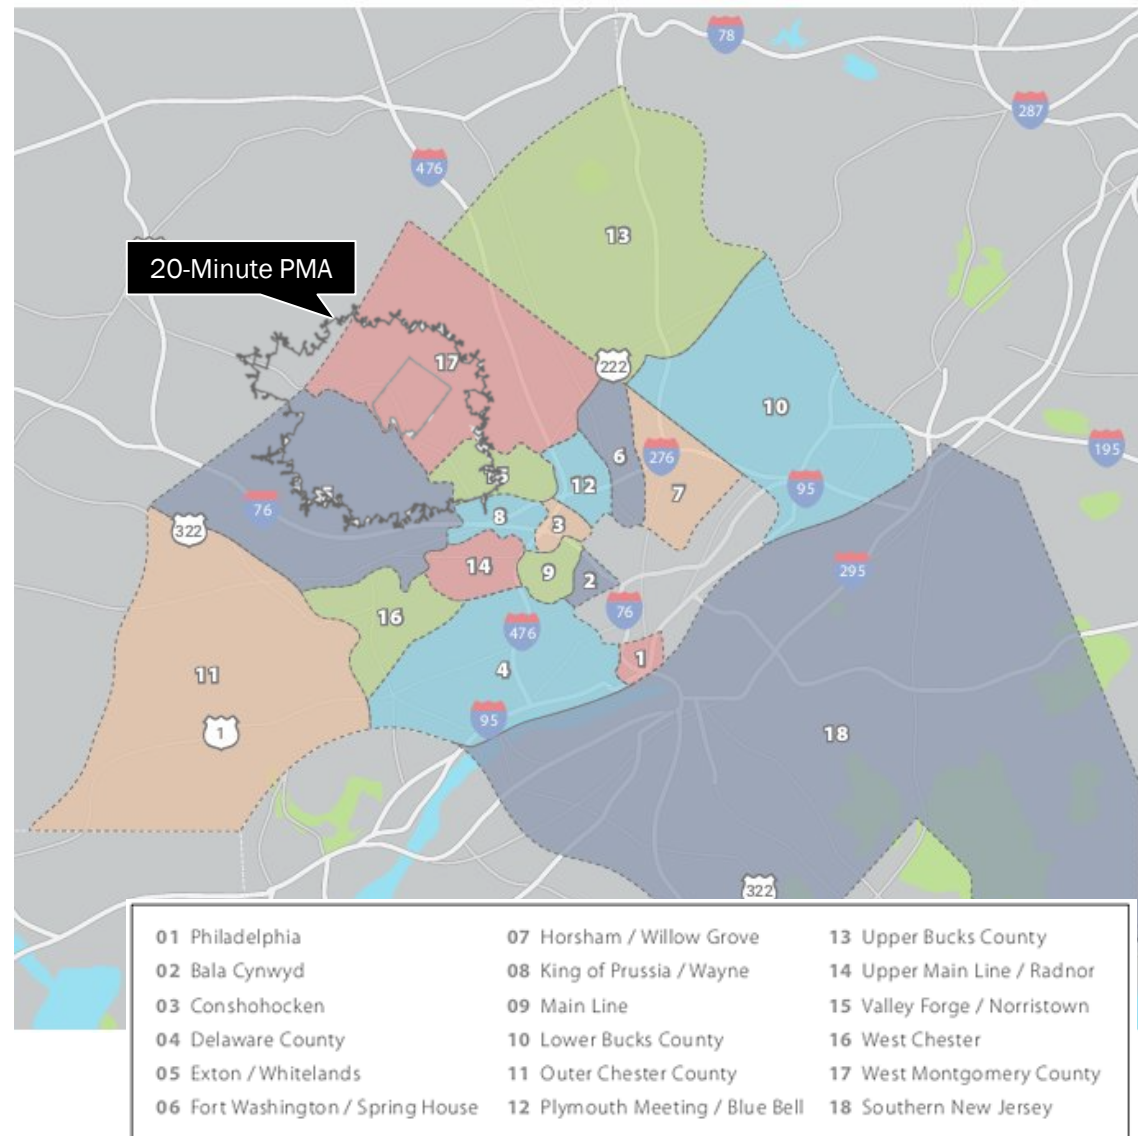 78
287
476
13
20-Minute PMA
17
222
10
195
6
276
12
95
7
76
8
3
322
14
9
295
2
76
16
476
1
4
11
95
1
18
322
01 Philadelphia
02 Bala Cynwyd
03 Conshohocken
04 Delaware County
05 Exton / Whitelands
06 Fort Washington / Spring House
07 Horsham / Willow Grove
08 King of Prussia / Wayne
09 Main Line
10 Lower Bucks County
11 Outer Chester County
12 Plymouth Meeting / Blue Bell
13 Upper Bucks County
14 Upper Main Line / Radnor
15 Valley Forge / Norristown
16 West Chester
17 West Montgomery County
18 Southern New Jersey